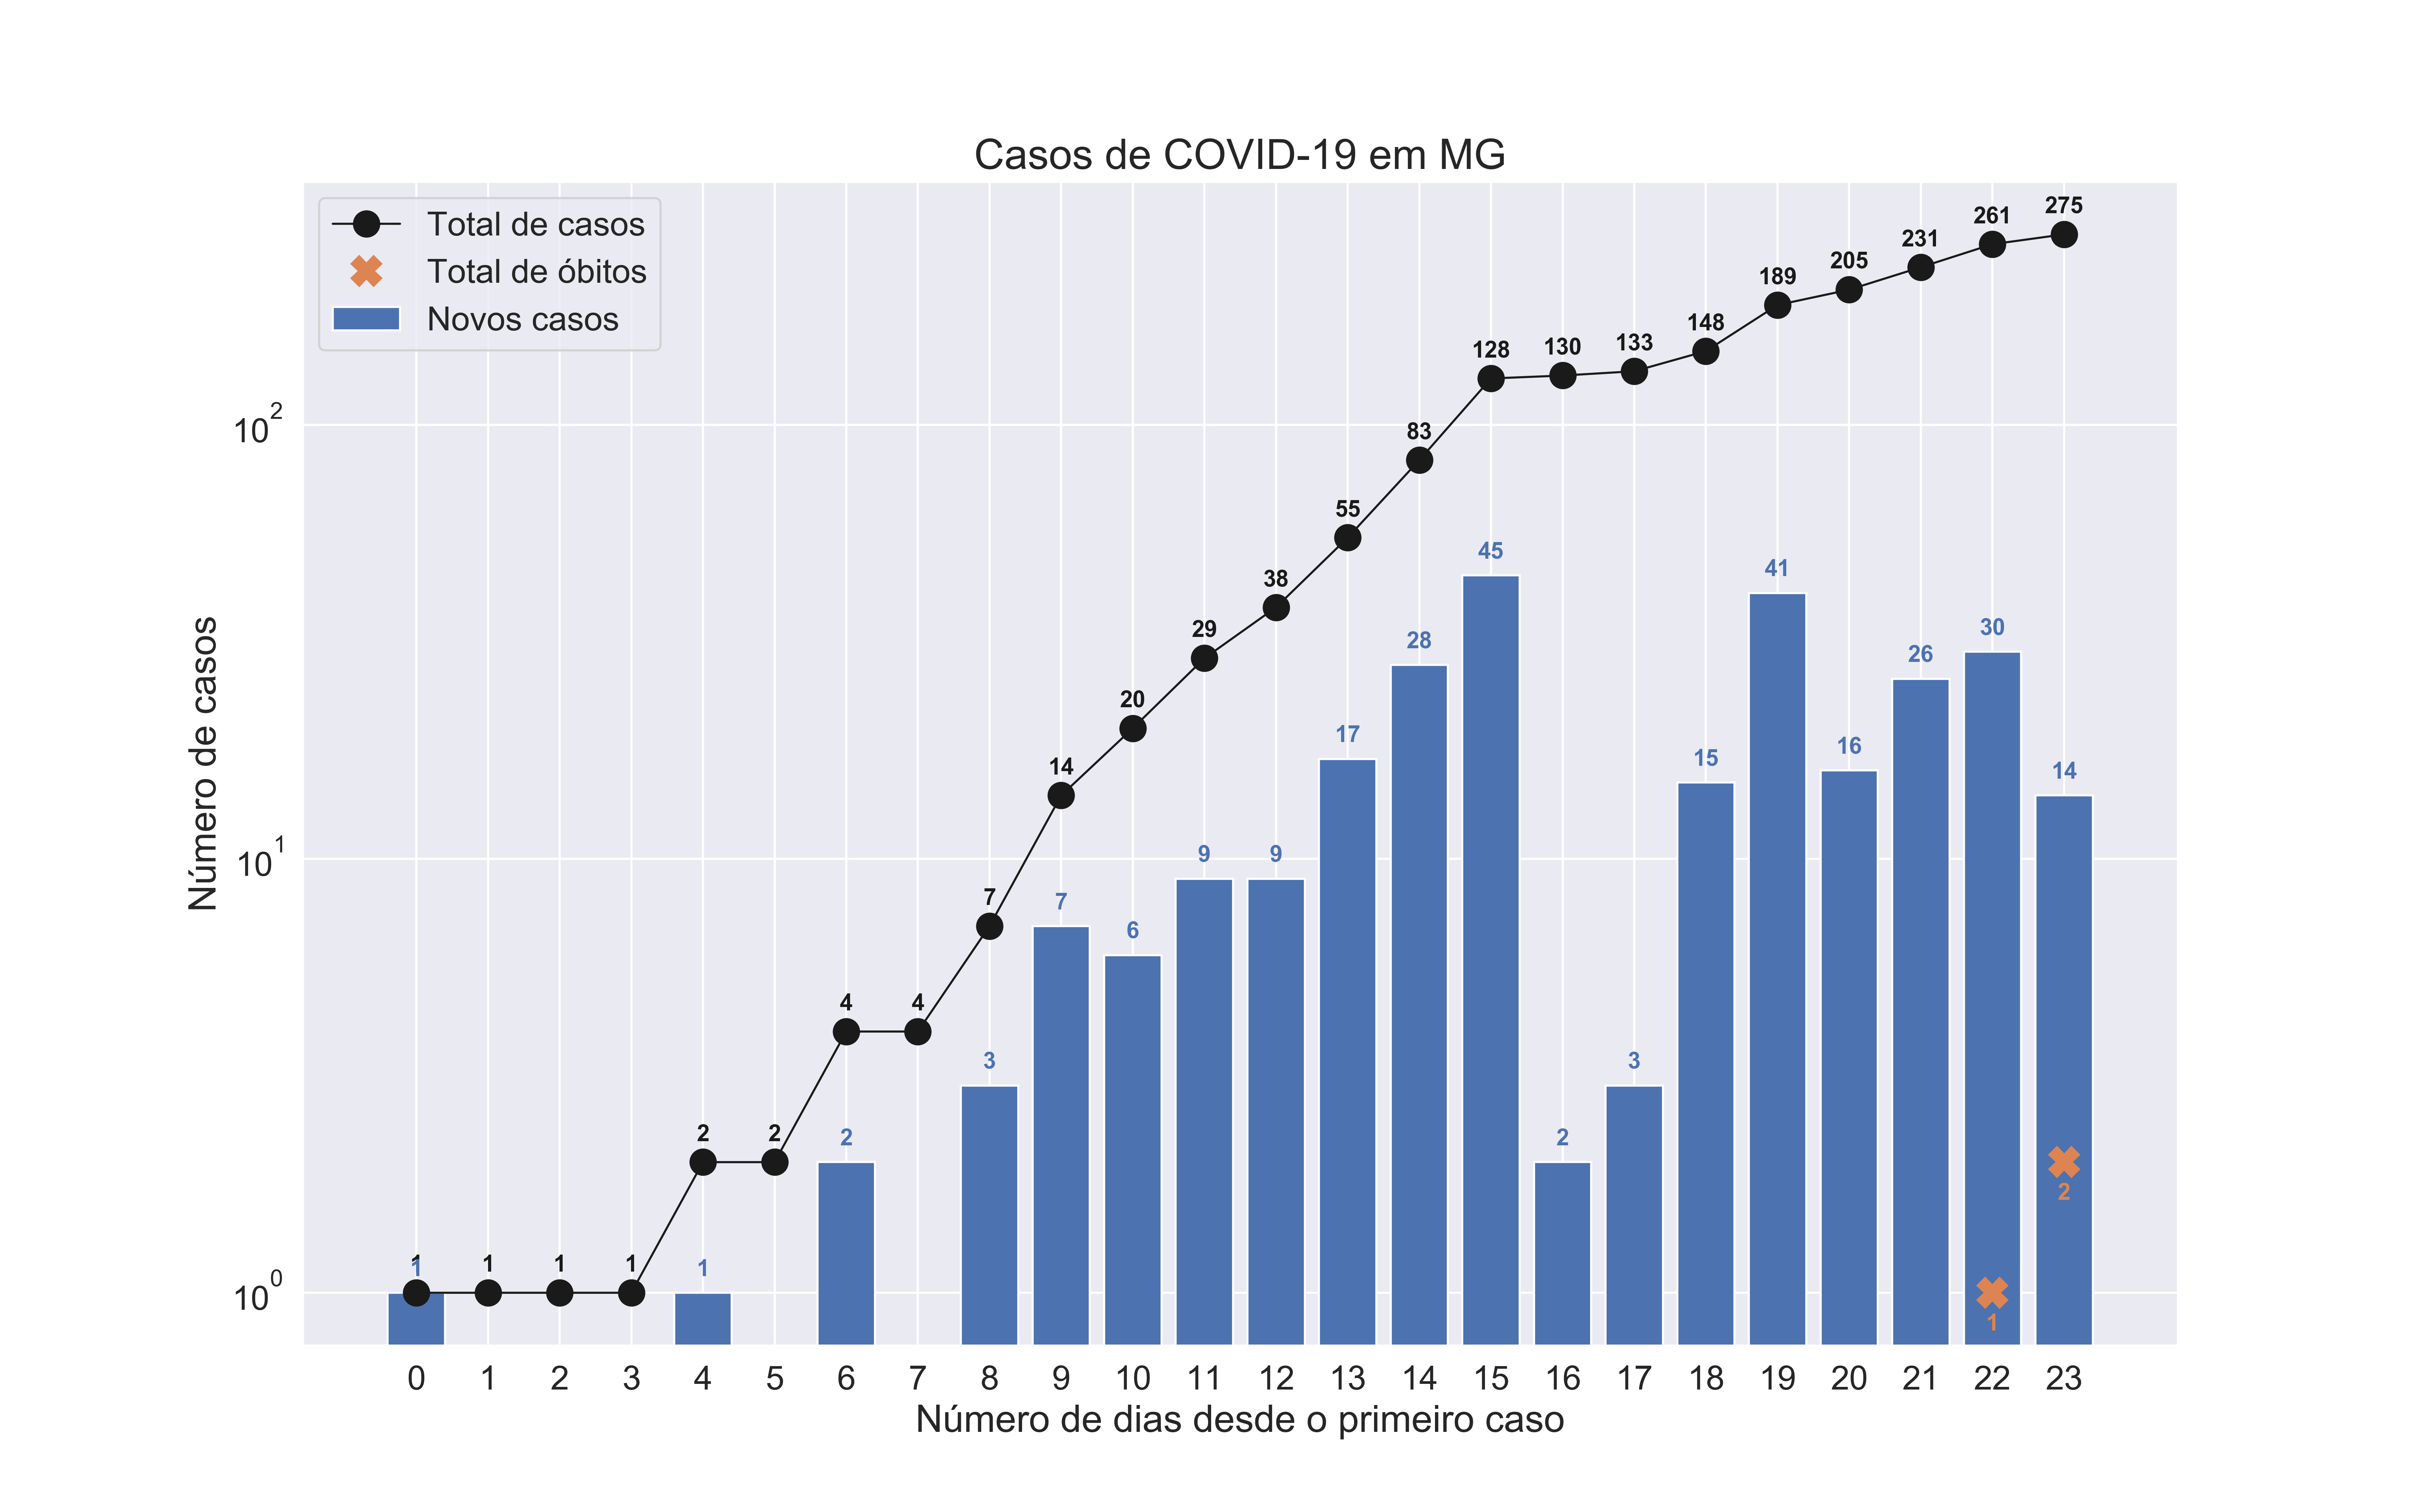 Casos de COVID-19 em MG
Total de casos
Total de óbitos
Novos casos
Número de casos
10^2
10^1
10^0
1 1 1 1 2 2 4 4 7 14 20 29 38 55 83 128 130 133 148 189 205 231 261 275
1 1 2 3 7 6 9 9 17 28 45 2 3 15 41 16 26 30 14
1 2
0 1 2 3 4 5 6 7 8 9 10 11 12 13 14 15 16 17 18 19 20 21 22 23
Número de dias desde o primeiro caso